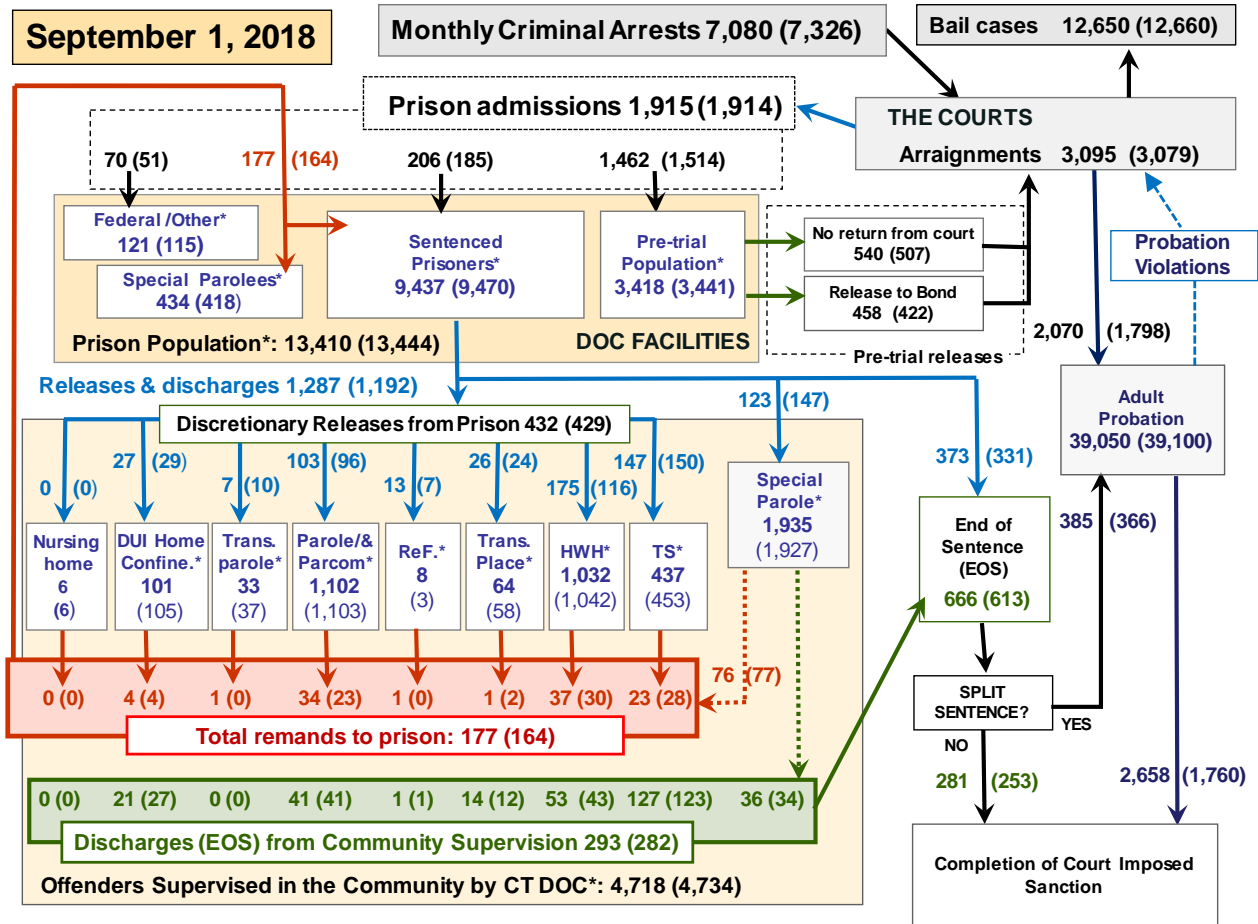 September 1, 2018
Monthly Criminal Arrests 7,080 (7,326)
Bail cases 12,650 (12,660)
Prison admissions 1,915 (1,914)
THE COURTS
Arraignments 3,095 (3,079)
70 (51)
177 (164)
206 (185)
1,462 (1,514)
Federal /Other*
121 (115)
Special Parolees*
434 (418)
Sentenced
Prisoners*
9,437 (9,470)
Pre-trial
Population*
3,418 (3,441)
No return from court
540 (507)
Release to Bond
458 (422)
Pre-trial releases
Probation
Violations
Prison Population*: 13,410 (13,444)
DOC FACILITIES
2,070 (1,798)
Releases & discharges 1,287 (1,192)
Adult
Probation
39,050 (39,100)
Discretionary Releases from Prison 432 (429)
123 (147)
373 (331)
0 (0)
27 (29)
7 (10)
103 (96)
13 (7)
26 (24)
175 (116)
147 (150)
Nursing
home
6
(6)
DUI Home
Confine.*
101
(105)
Trans.
parole*
33
(37)
Parole/&
Parcom*
1,102
(1,103)
ReF.*
8
(3)
Trans.
Place*
64
(58)
HWH*
1,032
(1,042)
TS*
437
(453)
Special
Parole*
1,935
(1,927)
End of
Sentence
(EOS)
666 (613)
385 (366)
0 (0) 4 (4) 1 (0) 34 (23) 1 (0) 1 (2) 37 (30) 23 (28)
76 (77)
Total remands to prison: 177 (164)
SPLIT
SENTENCE?
YES
NO
281 (253)
2,658 (1,760)
0 (0) 21 (27) 0 (0) 41 (41) 1 (1) 14 (12) 53 (43) 127 (123) 36 (34)
Discharges (EOS) from Community Supervision 293 (282)
Offenders Supervised in the Community by CT DOC*: 4,718 (4,734)
Completion of Court Imposed
Sanction